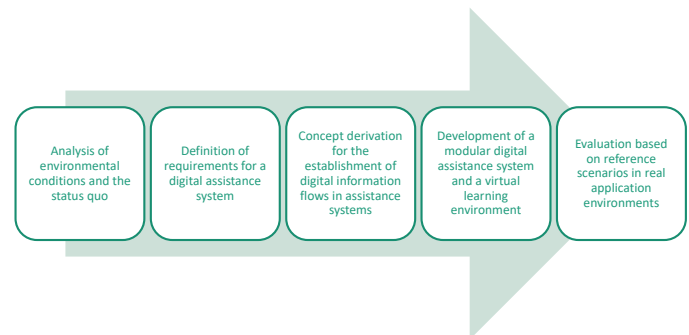 Analysis of
environmental
conditions and the
status quo
Definition of
requirements for a
digital assistance
system
Concept derivation
for the
establishment of
digital information
flows in assistance
systems
Development of a
modular digital
assistance system
and a virtual
learning
environment
Evaluation based
on reference
scenarios in real
application
environments